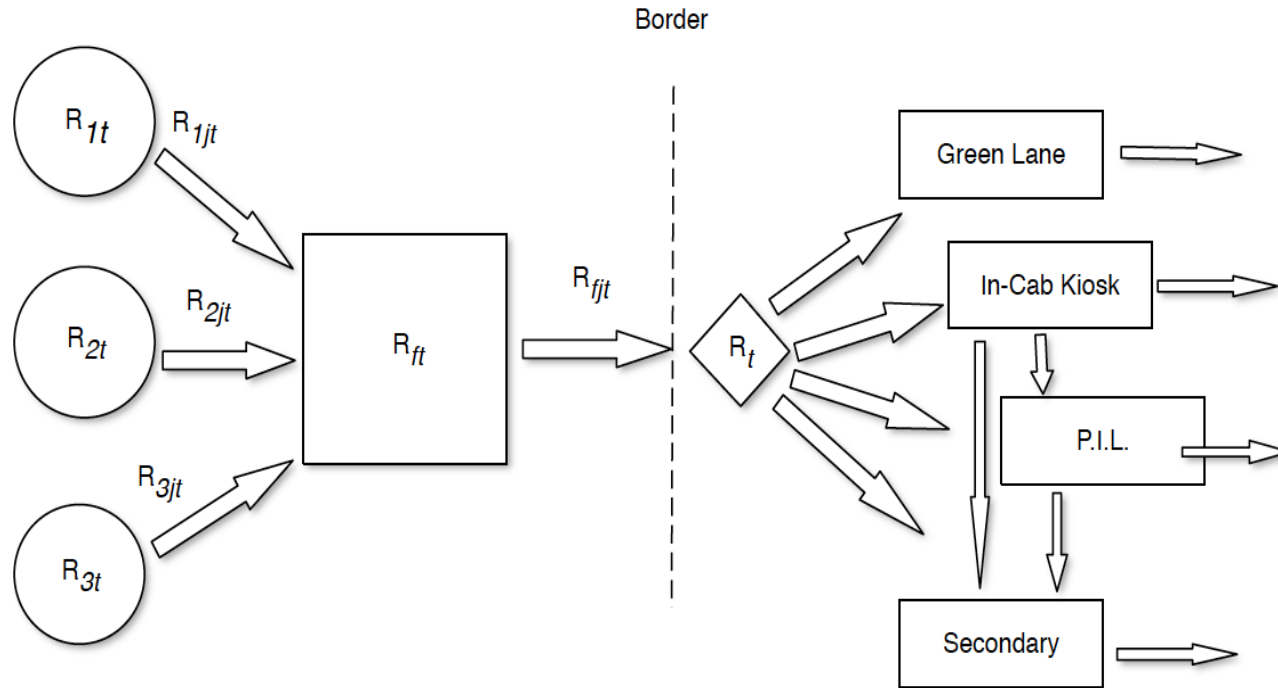 Border
R1t
R1jt
Green Lane
R2t
R2jt
Rft
Rfjt
Rt
In-Cab Kiosk
P.I.L.
R3jt
R3t
Secondary